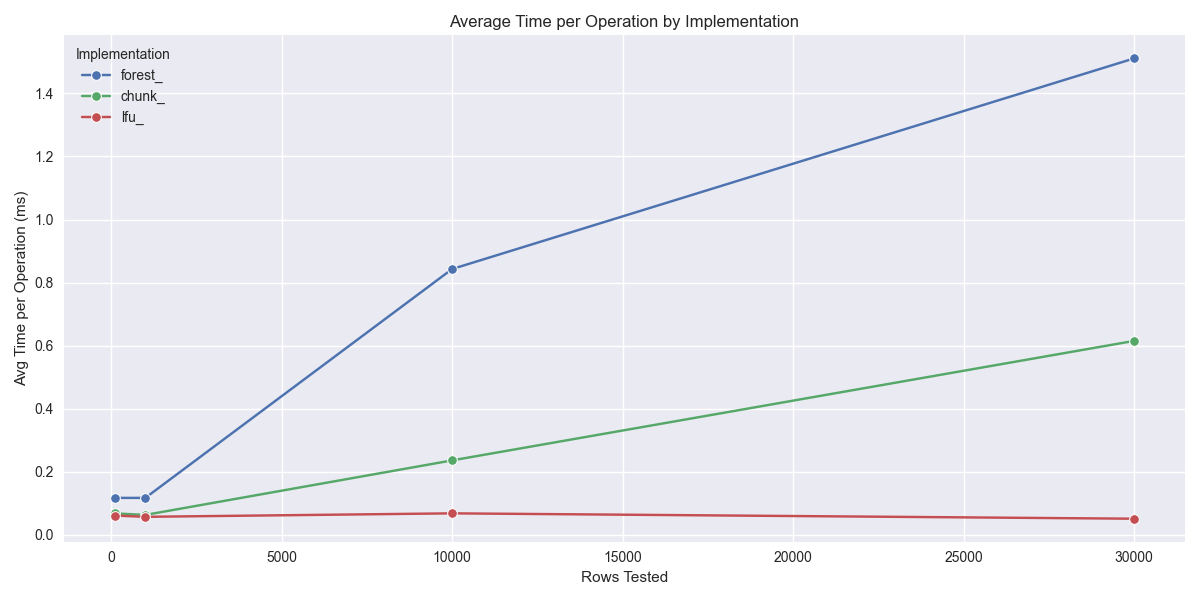 Average Time per Operation by Implementation
Implementation
forest_
chunk_
lfu_
Avg Time per Operation (ms)
1.4
1.2
1.0
0.8
0.6
0.4
0.2
0.0
0 5000 10000 15000 20000 25000 30000
Rows Tested